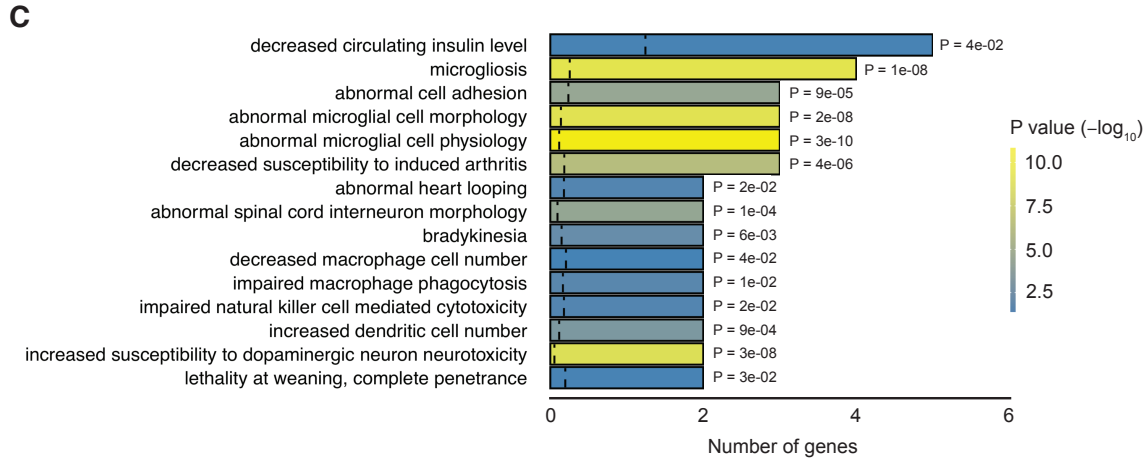 C
decreased circulating insulin level P = 4e-02
microgliosis P = 1e-08
abnormal cell adhesion P = 9e-05
abnormal microglial cell morphology P = 2e-08
abnormal microglial cell physiology P = 3e-10
decreased susceptibility to induced arthritis P = 4e-06
abnormal heart looping P = 2e-02
abnormal spinal cord interneuron morphology P = 1e-04
bradykinesia P = 6e-03
decreased macrophage cell number P = 4e-02
impaired macrophage phagocytosis P = 1e-02
impaired natural killer cell mediated cytotoxicity P = 2e-02
increased dendritic cell number P = 9e-04
increased susceptibility to dopaminergic neuron neurotoxicity P = 3e-08
lethality at weaning, complete penetrance P = 3e-02
0 2 4 6
Number of genes
P value (−log₁₀)
10.0
7.5
5.0
2.5